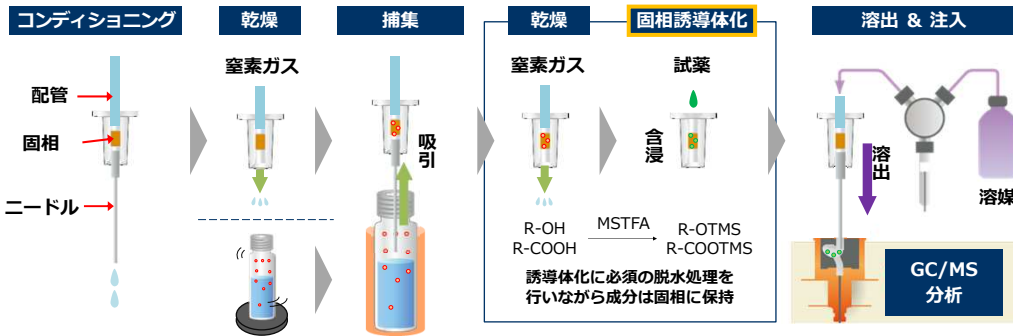 コンディショニング
乾燥
捕集
乾燥
固相誘導体化
溶出 & 注入
配管
固相
ニードル
窒素ガス
吸引
窒素ガス
試薬
含浸
R-OH
R-COOH
MSTFA
R-OTMS
R-COOTMS
誘導体化に必須の脱水処理を
行いながら成分は固相に保持
溶出
溶媒
GC/MS
分析